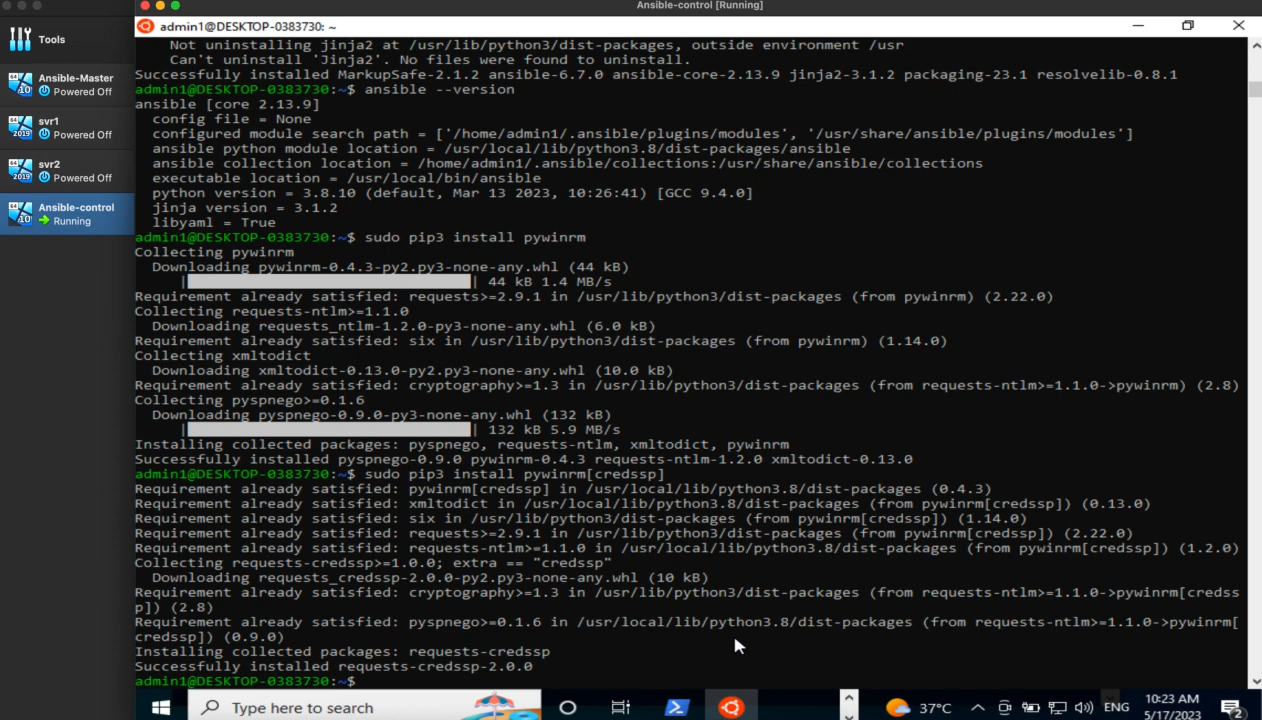 Ansible-control [Running]
Tools
Ansible-Master
Powered Off
svr1
Powered Off
svr2
Powered Off
Ansible-control
Running
admin1@DESKTOP-0383730: ~
Not uninstalling jinja2 at /usr/lib/python3/dist-packages, outside environment /usr
Can't uninstall 'Jinja2'. No files were found to uninstall.
Successfully installed MarkupSafe-2.1.2 ansible-6.7.0 ansible-core-2.13.9 jinja2-3.1.2 packaging-23.1 resolvelib-0.8.1
admin1@DESKTOP-0383730:~$ ansible --version
ansible [core 2.13.9]
config file = None
configured module search path = ['/home/admin1/.ansible/plugins/modules', '/usr/share/ansible/plugins/modules']
ansible python module location = /usr/local/lib/python3.8/dist-packages/ansible
ansible collection location = /home/admin1/.ansible/collections:/usr/share/ansible/collections
executable location = /usr/local/bin/ansible
python version = 3.8.10 (default, Mar 13 2023, 10:26:41) [GCC 9.4.0]
jinja version = 3.1.2
libyaml = True
admin1@DESKTOP-0383730:~$ sudo pip3 install pywinrm
Collecting pywinrm
Downloading pywinrm-0.4.3-py2.py3-none-any.whl (44 kB)
| | 44 kB 1.4 MB/s
Requirement already satisfied: requests>=2.9.1 in /usr/lib/python3/dist-packages (from pywinrm) (2.22.0)
Collecting requests-ntlm>=1.1.0
Downloading requests_ntlm-1.2.0-py3-none-any.whl (6.0 kB)
Requirement already satisfied: six in /usr/lib/python3/dist-packages (from pywinrm) (1.14.0)
Collecting xmltodict
Downloading xmltodict-0.13.0-py2.py3-none-any.whl (10.0 kB)
Requirement already satisfied: cryptography>=1.3 in /usr/lib/python3/dist-packages (from requests-ntlm>=1.1.0->pywinrm) (2.8)
Collecting pyspnego>=0.1.6
Downloading pyspnego-0.9.0-py3-none-any.whl (132 kB)
| | 132 kB 5.9 MB/s
Installing collected packages: pyspnego, requests-ntlm, xmltodict, pywinrm
Successfully installed pyspnego-0.9.0 pywinrm-0.4.3 requests-ntlm-1.2.0 xmltodict-0.13.0
admin1@DESKTOP-0383730:~$ sudo pip3 install pywinrm[credssp]
Requirement already satisfied: pywinrm[credssp] in /usr/local/lib/python3.8/dist-packages (0.4.3)
Requirement already satisfied: xmltodict in /usr/local/lib/python3.8/dist-packages (from pywinrm[credssp]) (0.13.0)
Requirement already satisfied: six in /usr/lib/python3/dist-packages (from pywinrm[credssp]) (1.14.0)
Requirement already satisfied: requests>=2.9.1 in /usr/lib/python3/dist-packages (from pywinrm[credssp]) (2.22.0)
Requirement already satisfied: requests-ntlm>=1.1.0 in /usr/local/lib/python3.8/dist-packages (from pywinrm[credssp]) (1.2.0)
Collecting requests-credssp>=1.0.0; extra == "credssp"
Downloading requests_credssp-2.0.0-py2.py3-none-any.whl (10 kB)
Requirement already satisfied: cryptography>=1.3 in /usr/lib/python3/dist-packages (from requests-ntlm>=1.1.0->pywinrm[credss
p]) (2.8)
Requirement already satisfied: pyspnego>=0.1.6 in /usr/local/lib/python3.8/dist-packages (from requests-ntlm>=1.1.0->pywinrm[
credssp]) (0.9.0)
Installing collected packages: requests-credssp
Successfully installed requests-credssp-2.0.0
admin1@DESKTOP-0383730:~$
Type here to search
37°C
ENG
10:23 AM
5/17/2023
2